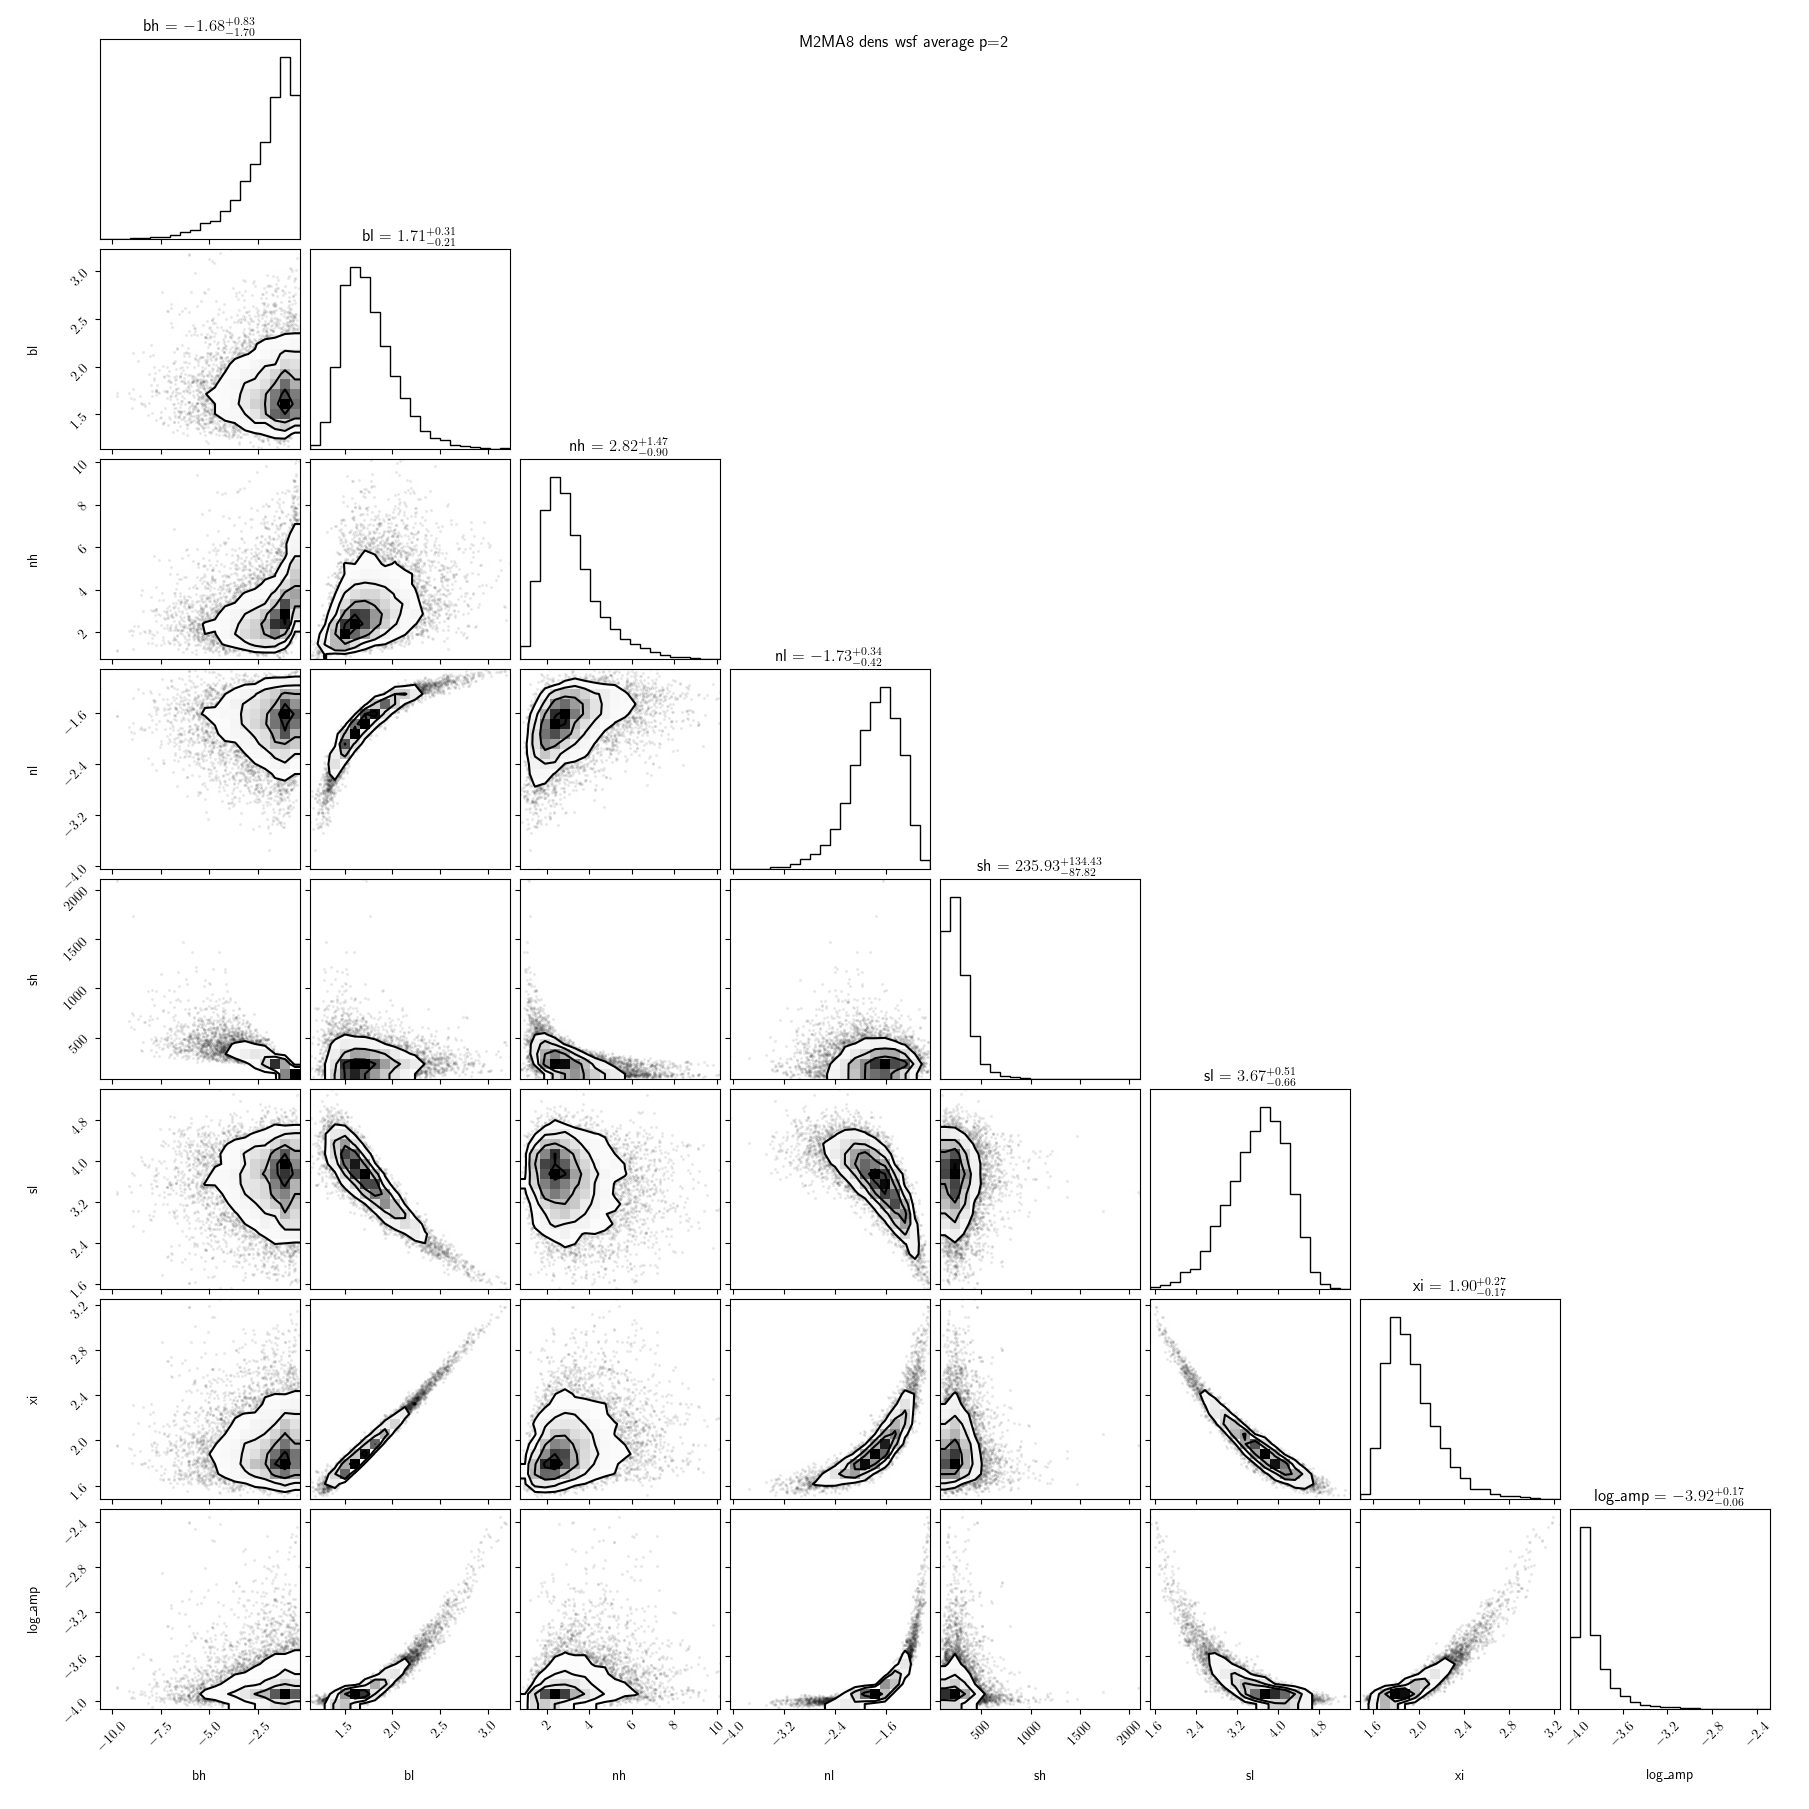 bh = −1.68+0.83−1.70
M2MA8 dens wsf average p=2
bl = 1.71+0.31−0.21
3.0
2.5
2.0
1.5
bl
nh = 2.82+1.47−0.90
10
8
6
4
2
nh
nl = −1.73+0.34−0.42
−1.6
−2.4
−3.2
−4.0
nl
sh = 235.93+134.43−87.82
2000
1500
1000
500
sh
sl = 3.67+0.51−0.66
4.8
4.0
3.2
2.4
1.6
sl
xi = 1.90+0.27−0.17
3.2
2.8
2.4
2.0
1.6
xi
log_amp = −3.92+0.17−0.06
−2.4
−2.8
−3.2
−3.6
−4.0
log_amp
−10.0 −7.5 −5.0 −2.5 1.5 2.0 2.5 3.0 2 4 6 8 10 −4.0 −3.2 −2.4 −1.6 500 1000 1500 2000 1.6 2.4 3.2 4.0 4.8 1.6 2.0 2.4 2.8 3.2 −4.0 −3.6 −3.2 −2.8 −2.4
bh bl nh nl sh sl xi log_amp